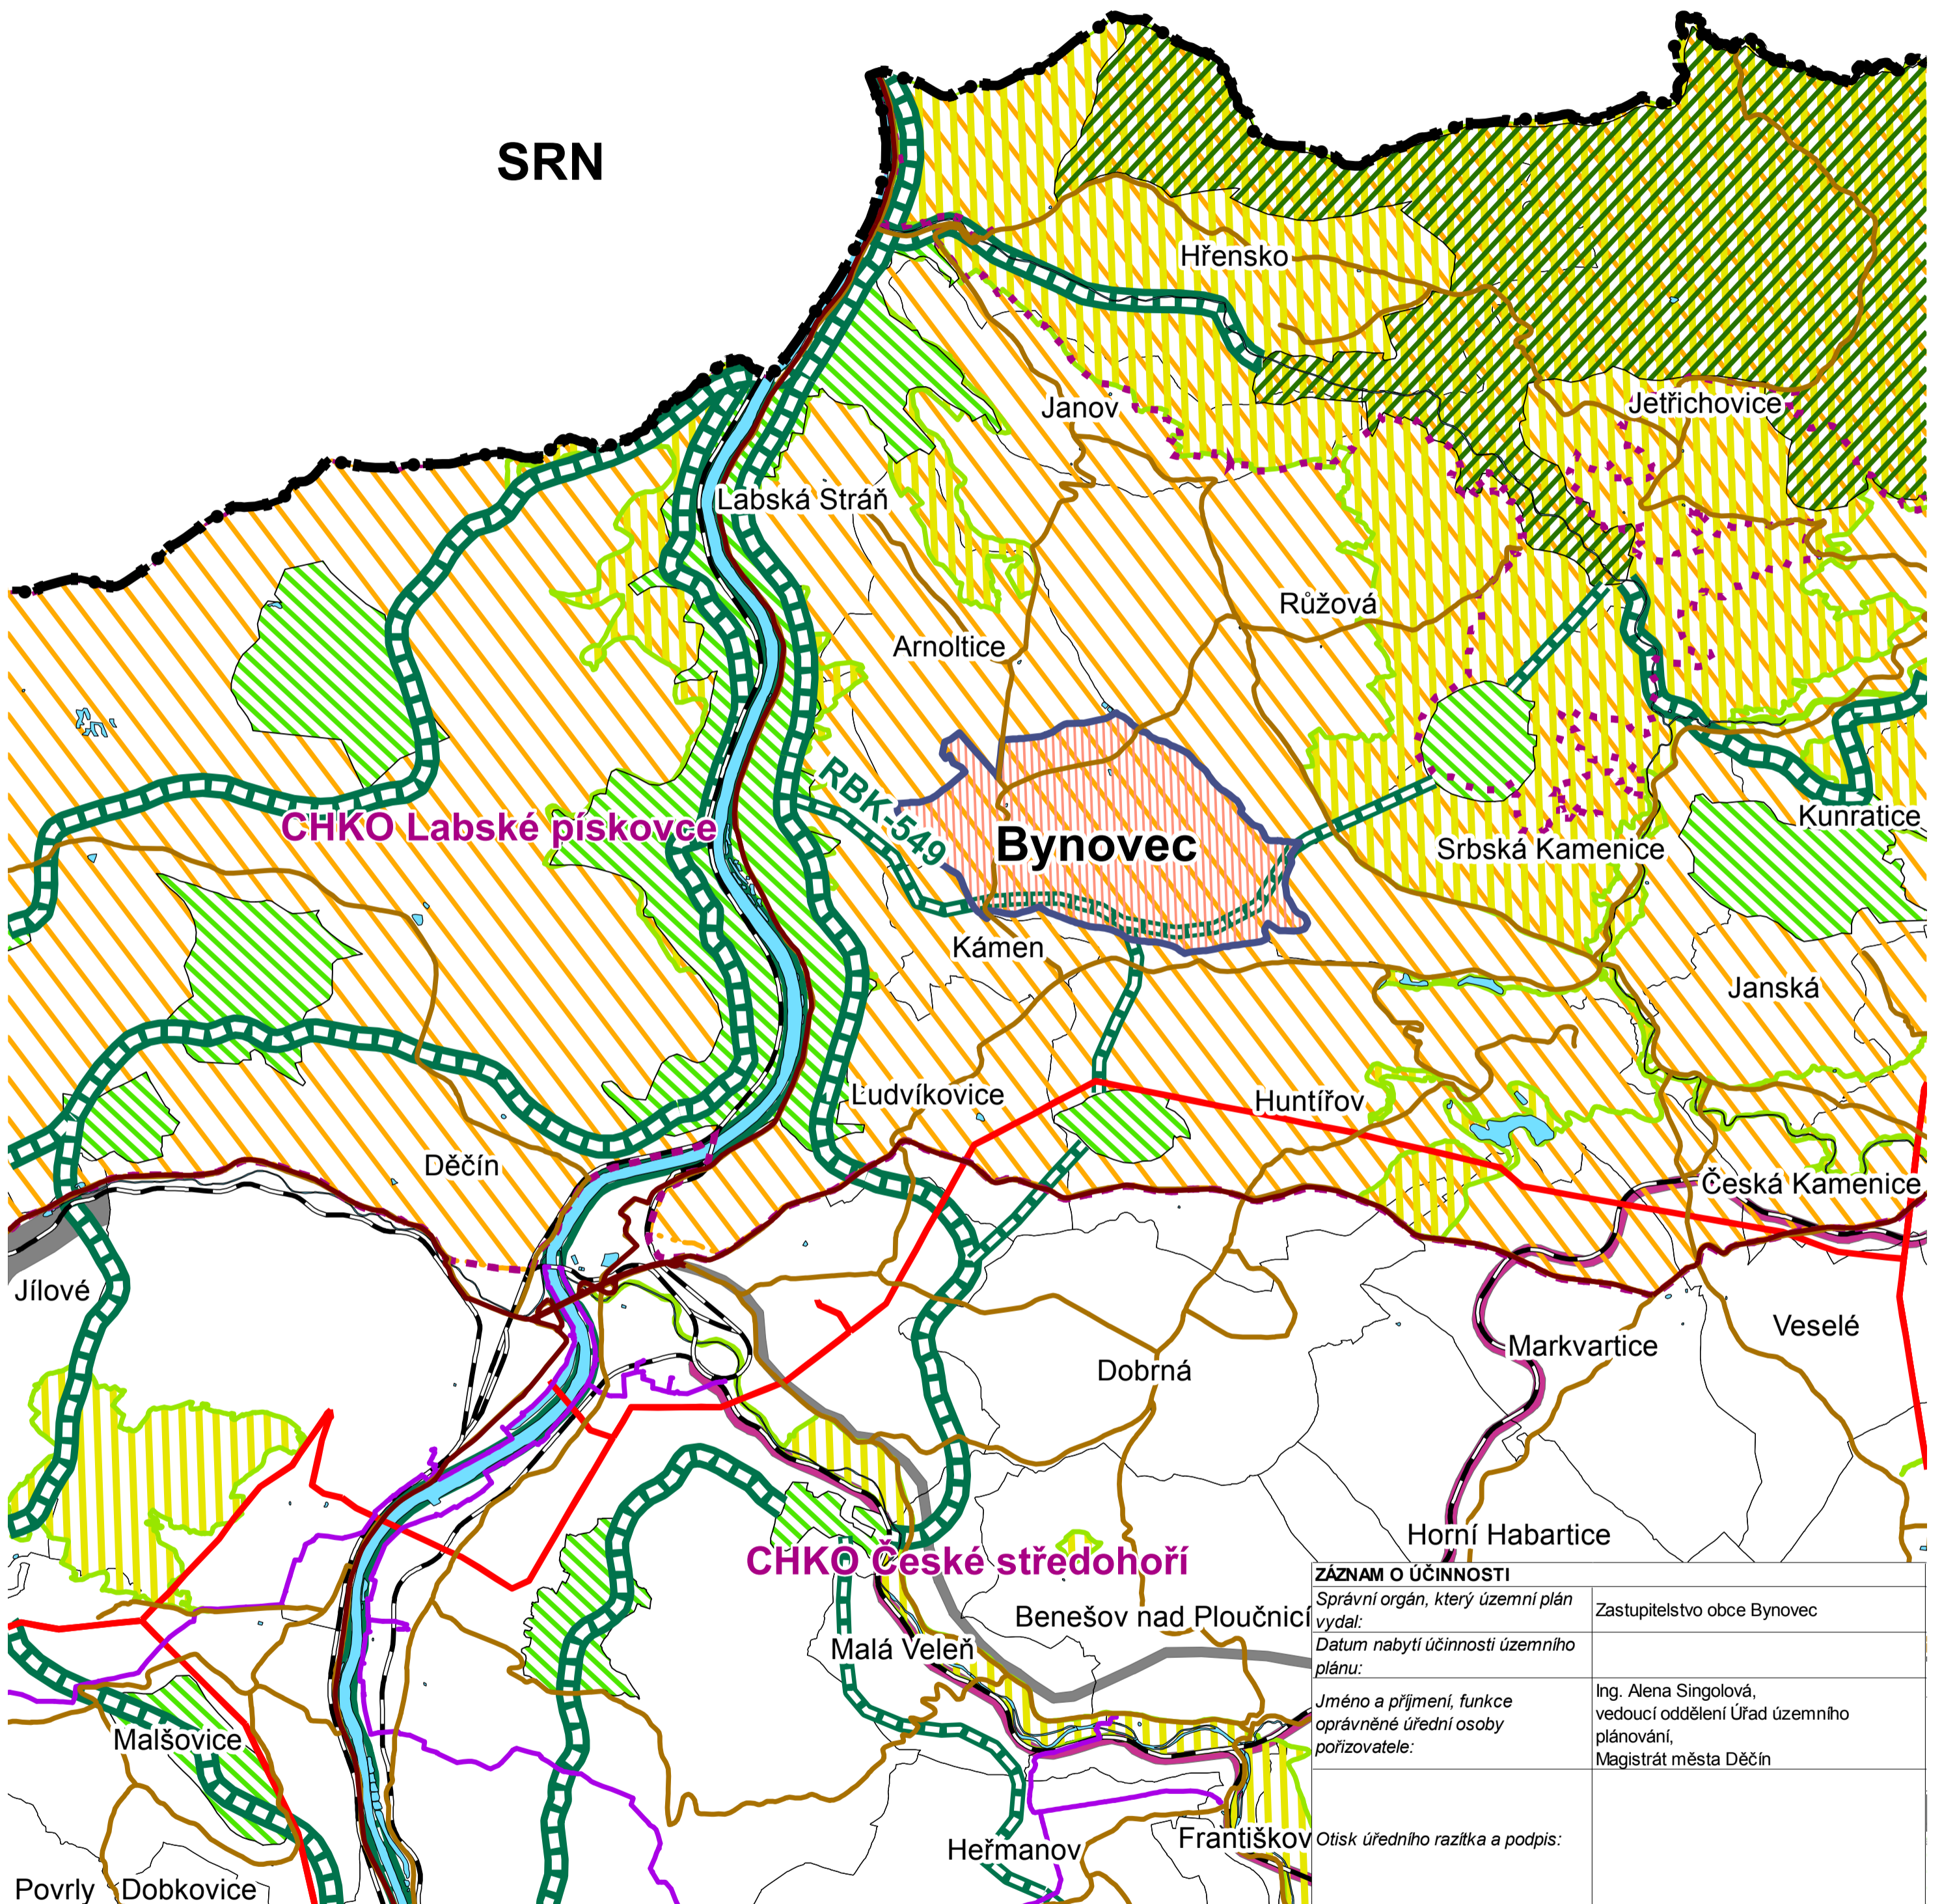 SRN
Hřensko
Janov
Jetřichovice
Labská Stráň
Růžová
Arnoltice
RBK-549
CHKO Labské pískovce
Bynovec
Kunratice
Srbská Kamenice
Kámen
Janská
Ludvíkovice
Huntířov
Děčín
Česká Kamenice
Jílové
Veselé
Markvartice
Dobrná
Horní Habartice
CHKO České středohoří
Benešov nad Ploučnicí
Malá Veleň
Malšovice
Heřmanov
Františkov
Povrly
Dobkovice
ZÁZNAM O ÚČINNOSTI
Správní orgán, který územní plán
vydal:
Zastupitelstvo obce Bynovec
Datum nabytí účinnosti územního
plánu:
Jméno a příjmení, funkce
oprávněné úřední osoby
pořizovatele:
Ing. Alena Singolová,
vedoucí oddělení Úřad územního
plánování,
Magistrát města Děčín
Otisk úředního razítka a podpis: